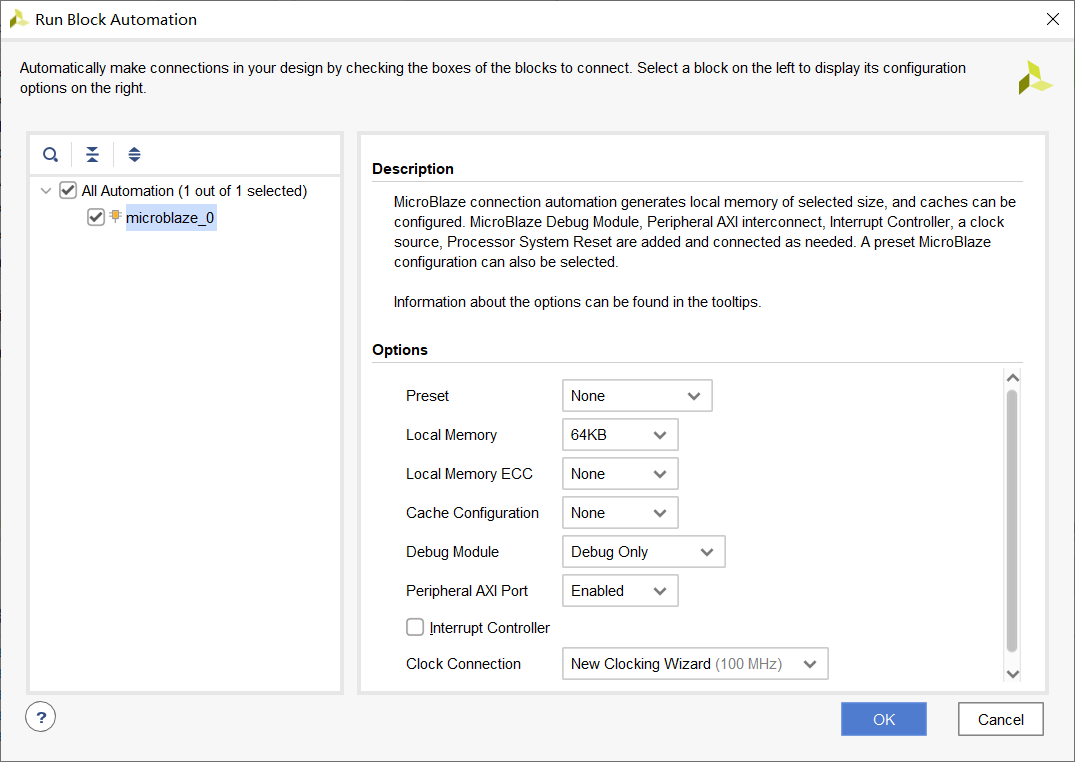 Run Block Automation
Automatically make connections in your design by checking the boxes of the blocks to connect. Select a block on the left to display its configuration
options on the right.
All Automation (1 out of 1 selected)
microblaze_0
Description
MicroBlaze connection automation generates local memory of selected size, and caches can be
configured. MicroBlaze Debug Module, Peripheral AXI interconnect, Interrupt Controller, a clock
source, Processor System Reset are added and connected as needed. A preset MicroBlaze
configuration can also be selected.
Information about the options can be found in the tooltips.
Options
Preset None
Local Memory 64KB
Local Memory ECC None
Cache Configuration None
Debug Module Debug Only
Peripheral AXI Port Enabled
Interrupt Controller
Clock Connection New Clocking Wizard (100 MHz)
? OK Cancel